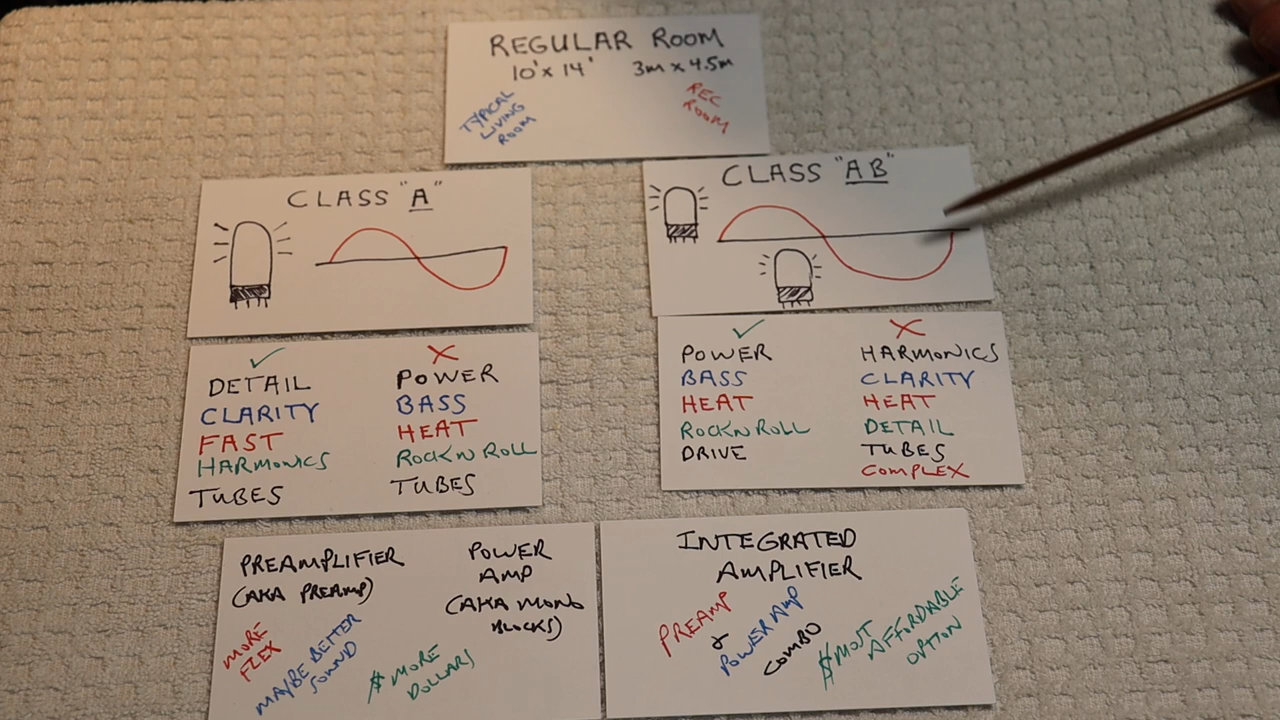 REGULAR ROOM
10' x 14' 3m x 4.5m
TYPICAL
LIVING
ROOM
REC
ROOM
CLASS "A"
CLASS "AB"
✓ ✗
DETAIL POWER
CLARITY BASS
FAST HEAT
HARMONICS ROCK N ROLL
TUBES TUBES
✓ ✗
POWER HARMONICS
BASS CLARITY
HEAT HEAT
ROCK N ROLL DETAIL
DRIVE TUBES
COMPLEX
PREAMPLIFIER
(AKA PREAMP)
POWER
AMP
(AKA MONO
BLOCKS)
MORE
FLEX
MAYBE BETTER
SOUND
$ MORE
DOLLARS
INTEGRATED
AMPLIFIER
PREAMP
&
POWER AMP
COMBO
$ MOST
AFFORDABLE
OPTION